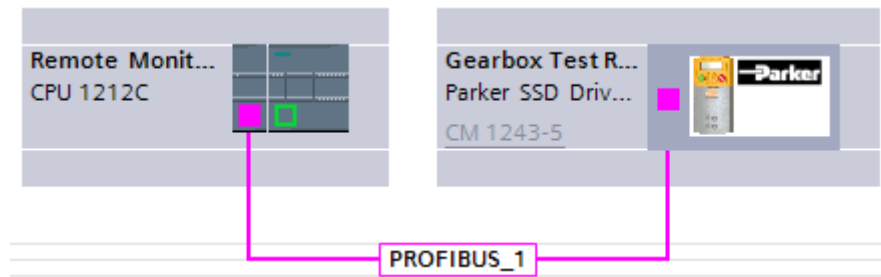 Remote Monit...
CPU 1212C
Gearbox Test R...
Parker SSD Driv...
CM 1243-5
Parker
PROFIBUS_1